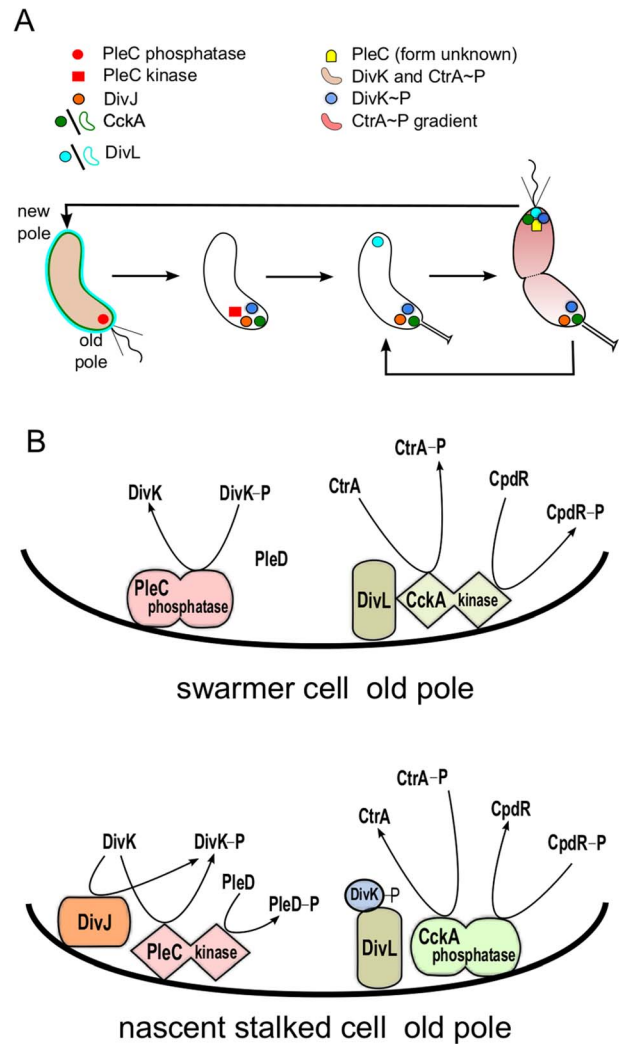 A
PleC phosphatase
PleC kinase
DivJ
CckA
DivL
PleC (form unknown)
DivK and CtrA~P
DivK~P
CtrA~P gradient
new
pole
old
pole
B
DivK
DivK–P
PleD
PleC
phosphatase
CtrA
CtrA–P
CpdR
CpdR–P
DivL
CckA
kinase
swarmer cell old pole
DivK
DivK–P
PleD
PleD–P
DivJ
PleC
kinase
CtrA
CtrA–P
CpdR
CpdR–P
DivK–P
DivL
CckA
phosphatase
nascent stalked cell old pole